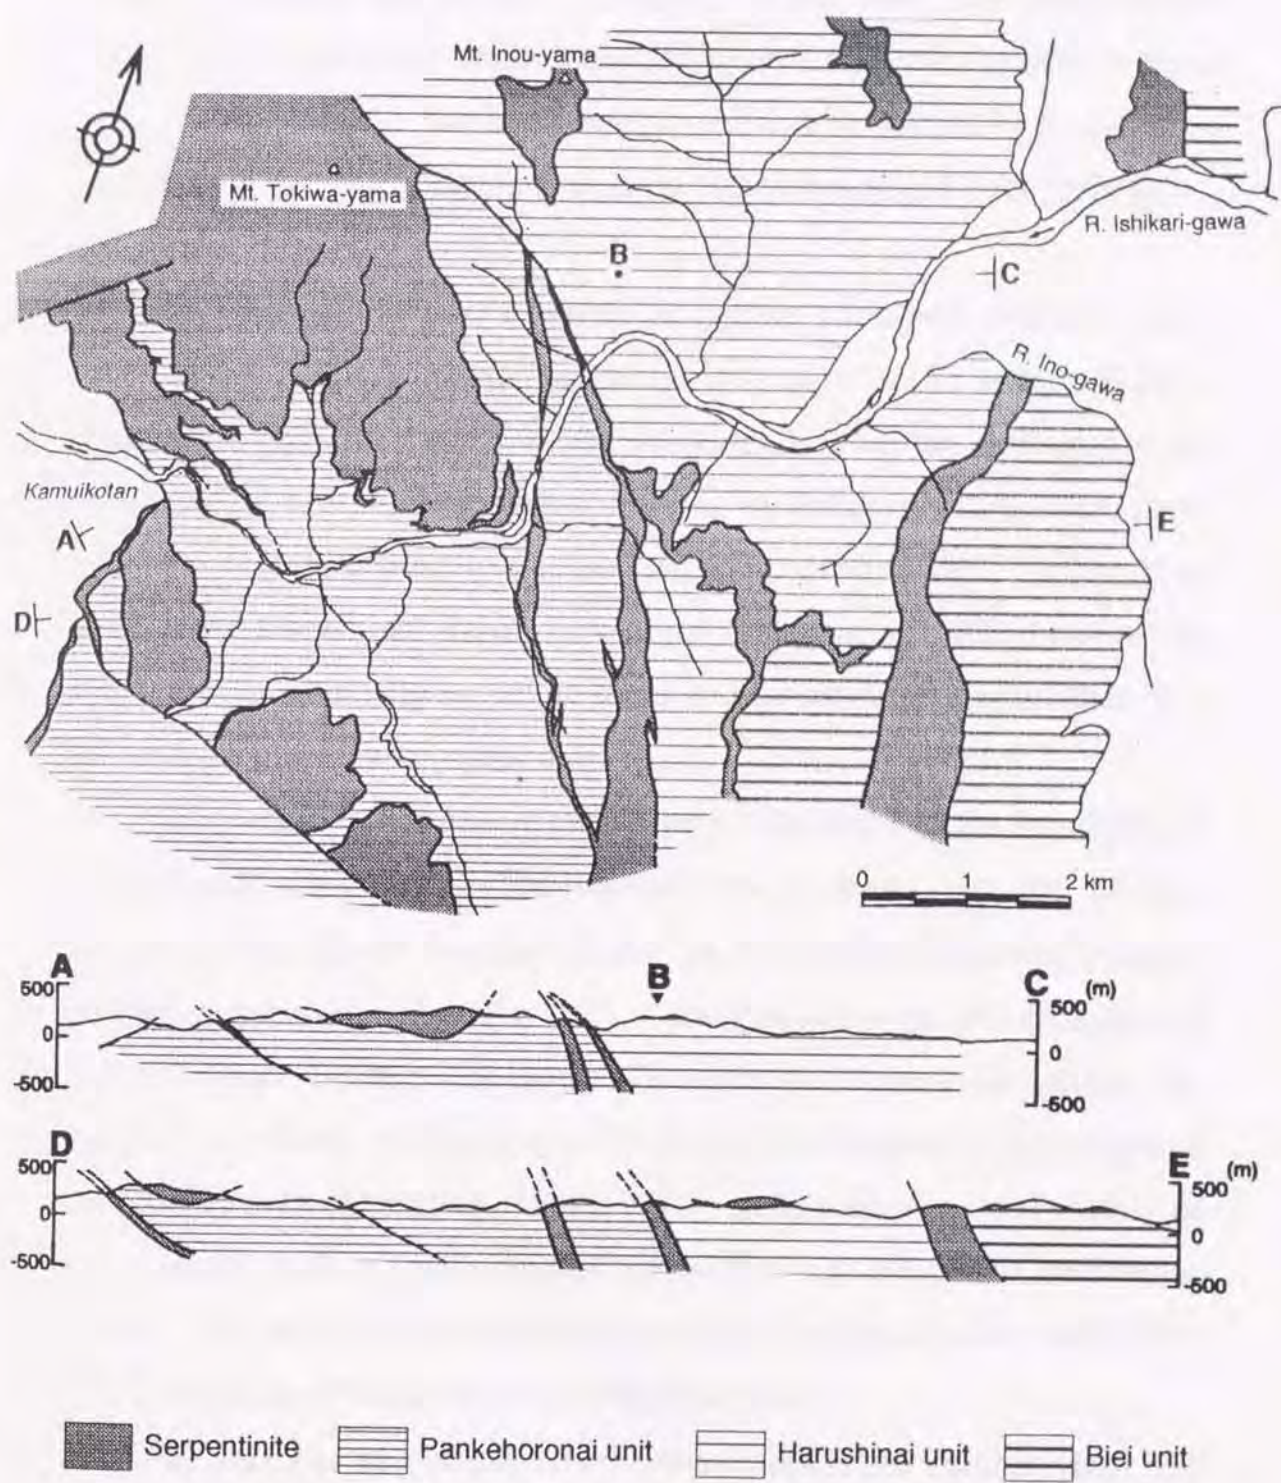 Mt. Inou-yama
Mt. Tokiwa-yama
B
R. Ishikari-gawa
C
R. Ino-gawa
Kamuikotan
A
E
D
0 1 2 km
A B C
500 500 (m)
0 0
-500 -500
D E
500 500 (m)
0 0
-500 -500
Serpentinite Pankehoronai unit Harushinai unit Biei unit